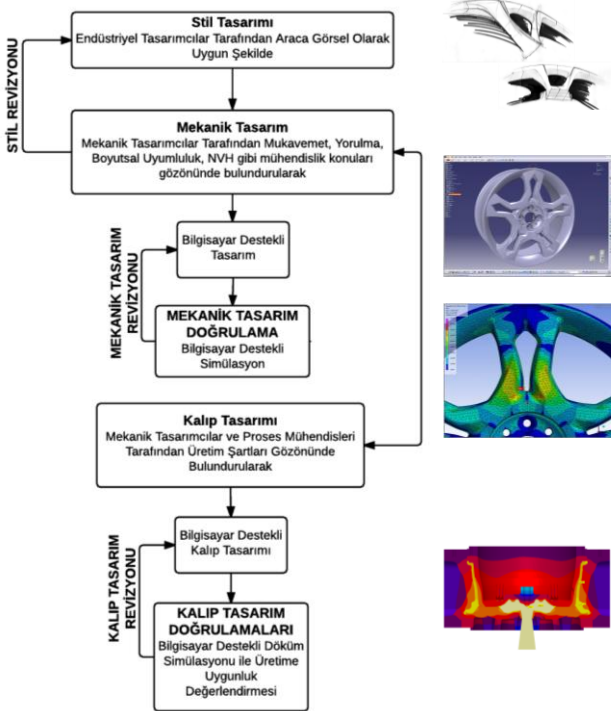 Stil Tasarımı
Endüstriyel Tasarımcılar Tarafından Araca Görsel Olarak
Uygun Şekilde
STİL REVİZYONU
Mekanik Tasarım
Mekanik Tasarımcılar Tarafından Mukavemet, Yorulma,
Boyutsal Uyumluluk, NVH gibi mühendislik konuları
gözönünde bulundurularak
Bilgisayar Destekli
Tasarım
MEKANİK TASARIM
REVİZYONU
MEKANİK TASARIM
DOĞRULAMA
Bilgisayar Destekli
Simülasyon
Kalıp Tasarımı
Mekanik Tasarımcılar ve Proses Mühendisleri
Tarafından Üretim Şartları Gözönünde
Bulundurularak
Bilgisayar Destekli
Kalıp Tasarımı
KALIP TASARIM
REVİZYONU
KALIP TASARIM
DOĞRULAMALARI
Bilgisayar Destekli Döküm
Simülasyonu ile Üretime
Uygunluk
Değerlendirmesi